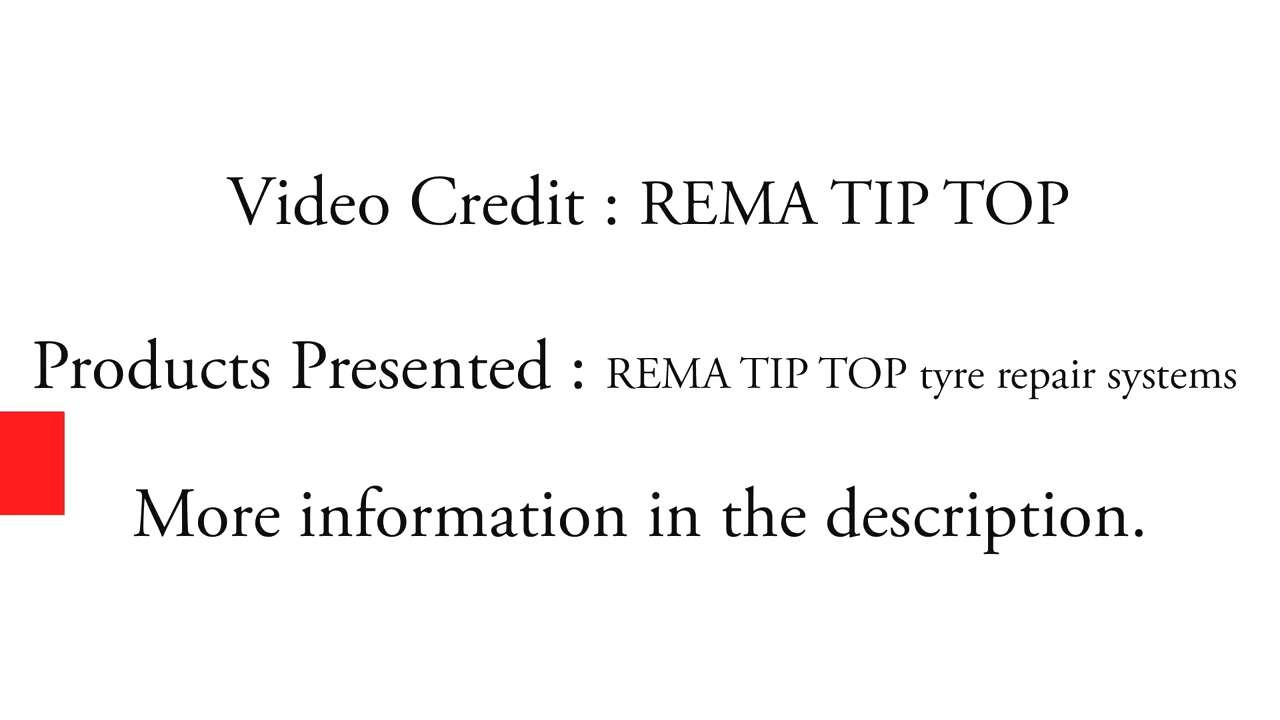 Video Credit : REMA TIP TOP
Products Presented : REMA TIP TOP tyre repair systems
More information in the description.